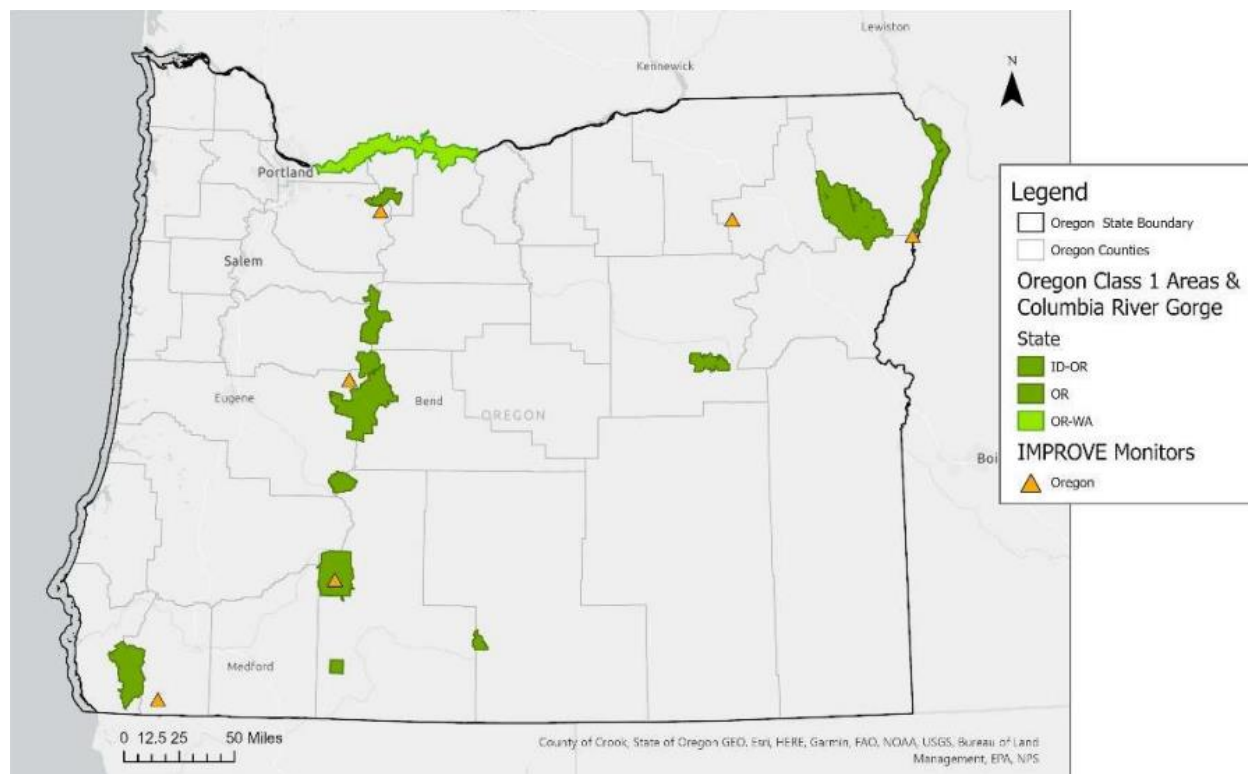 Lewiston
Kennewick
N
Portland
Salem
Eugene
Bend
OREGON
Boi
Medford
0 12.5 25 50 Miles
County of Crook, State of Oregon GEO, Esri, HERE, Garmin, FAO, NOAA, USGS, Bureau of Land
Management, EPA, NPS
Legend
Oregon State Boundary
Oregon Counties
Oregon Class 1 Areas &
Columbia River Gorge
State
ID-OR
OR
OR-WA
IMPROVE Monitors
Oregon